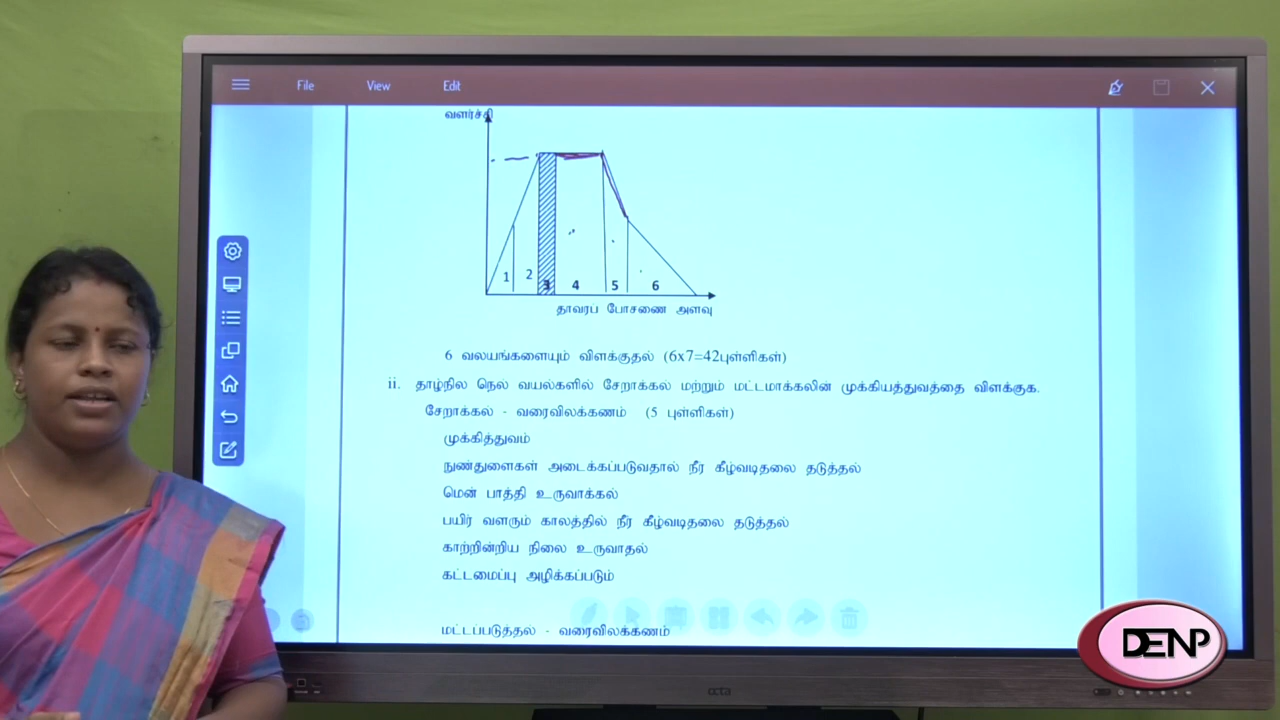 File View Edit
வளர்ச்சி
1 2 3 4 5 6
தாவரப் போசணை அளவு
6 வலயங்களையும் விளக்குதல் (6x7=42புள்ளிகள்)
ii. தாழ்நில நெல் வயல்களில் சேறாக்கல் மற்றும் மட்டமாக்கலின் முக்கியத்துவத்தை விளக்குக.
சேறாக்கல் - வரைவிலக்கணம் (5 புள்ளிகள்)
முக்கித்துவம்
நுண்துளைகள் அடைக்கப்படுவதால் நீர் கீழ்வடிதலை தடுத்தல்
மென் பாத்தி உருவாக்கல்
பயிர் வளரும் காலத்தில் நீர் கீழ்வடிதலை தடுத்தல்
காற்றின்றிய நிலை உருவாதல்
கட்டமைப்பு அழிக்கப்படும்
மட்டப்படுத்தல் - வரைவிலக்கணம்
DENP